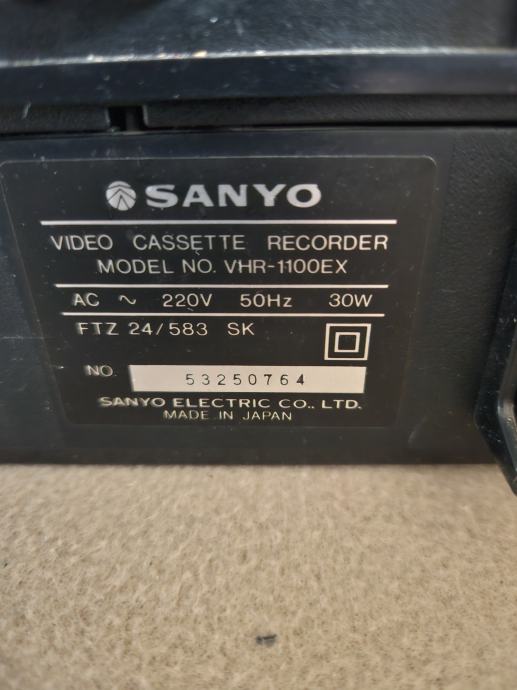 SANYO
VIDEO CASSETTE RECORDER
MODEL NO. VHR-1100EX
AC ~ 220V 50Hz 30W
FTZ 24/583 SK
NO. 53250764
SANYO ELECTRIC CO., LTD.
MADE IN JAPAN